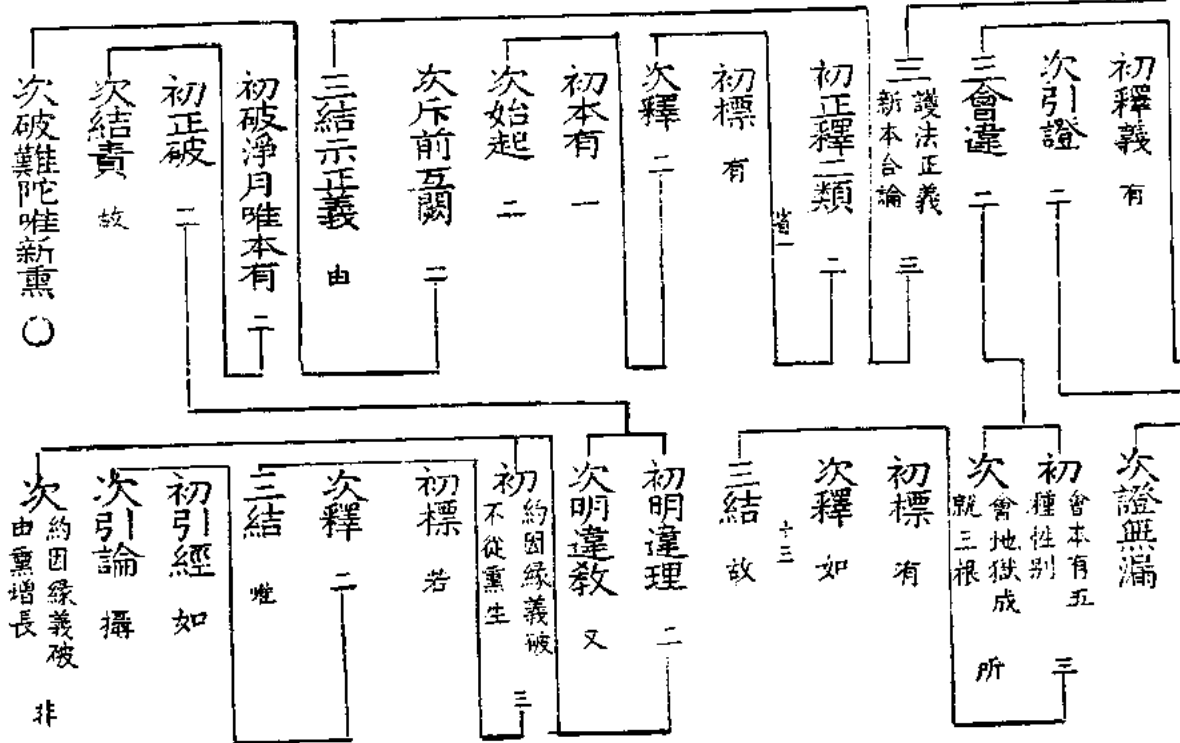 初釋義 有
次引證 二
三會違 二
三 護法正義 新本合論 三
初正釋二類 二
初標 有
次釋 二
初本有 一
次始起 二
次斥前互闕 二
三結示正義 由
初破淨月唯本有 二
初正破 二
次結責 故
次破難陀唯新熏 〇
次證無漏
初 會本有五種性別 三
次 會地獄成就三根 所
初標 有
次釋 如
十三
三結 故
初明違理 二
次明違教 又
初 約因緣義破不從熏生 三
初標 若
次釋 二
三結 唯
初引經 如
次引論 攝
次 約因緣義破由熏增長 非